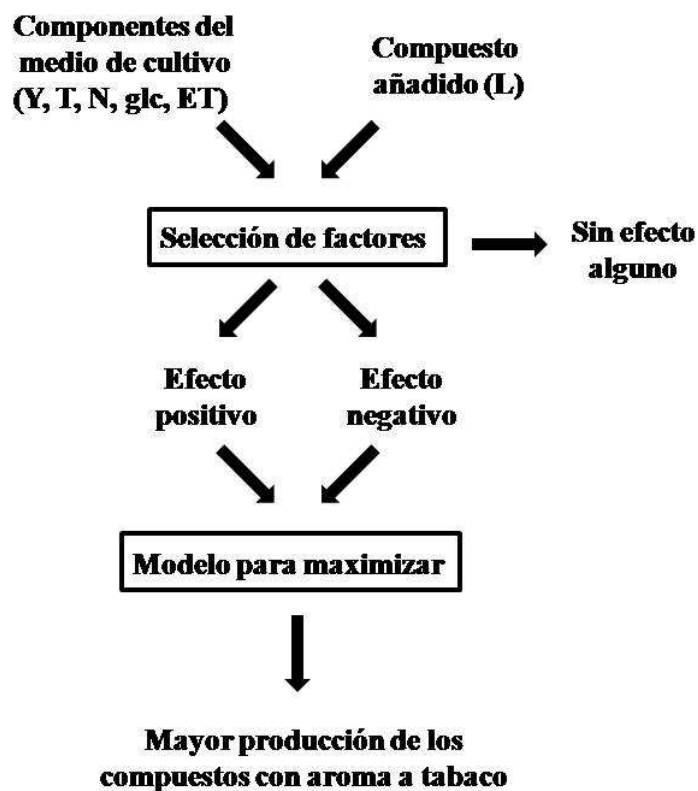 Componentes del
medio de cultivo
(Y, T, N, glc, ET)
Compuesto
añadido (L)
Selección de factores
Sin efecto
alguno
Efecto
positivo
Efecto
negativo
Modelo para maximizar
Mayor producción de los
compuestos con aroma a tabaco